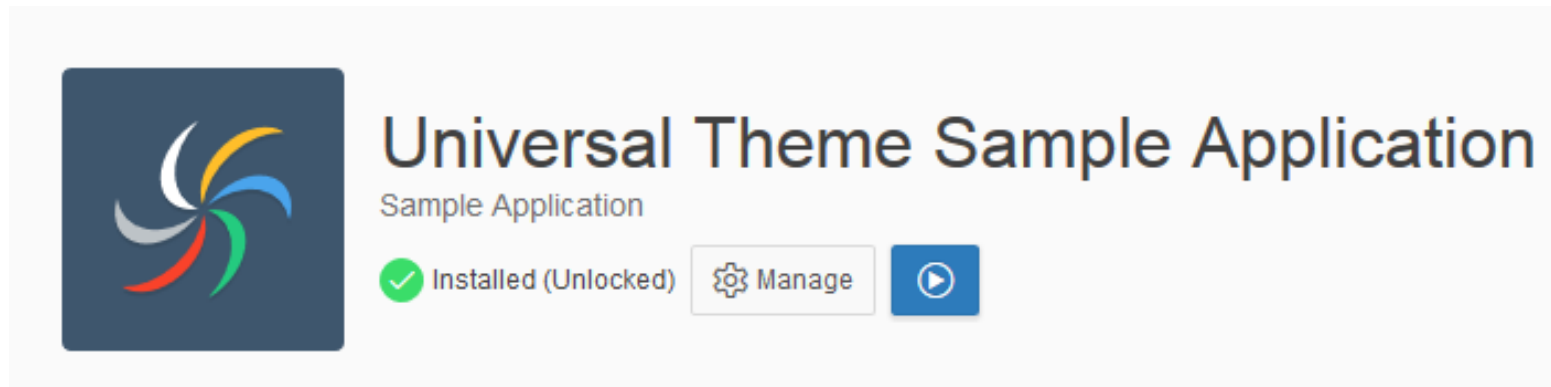 Universal Theme Sample Application
Sample Application
Installed (Unlocked) Manage